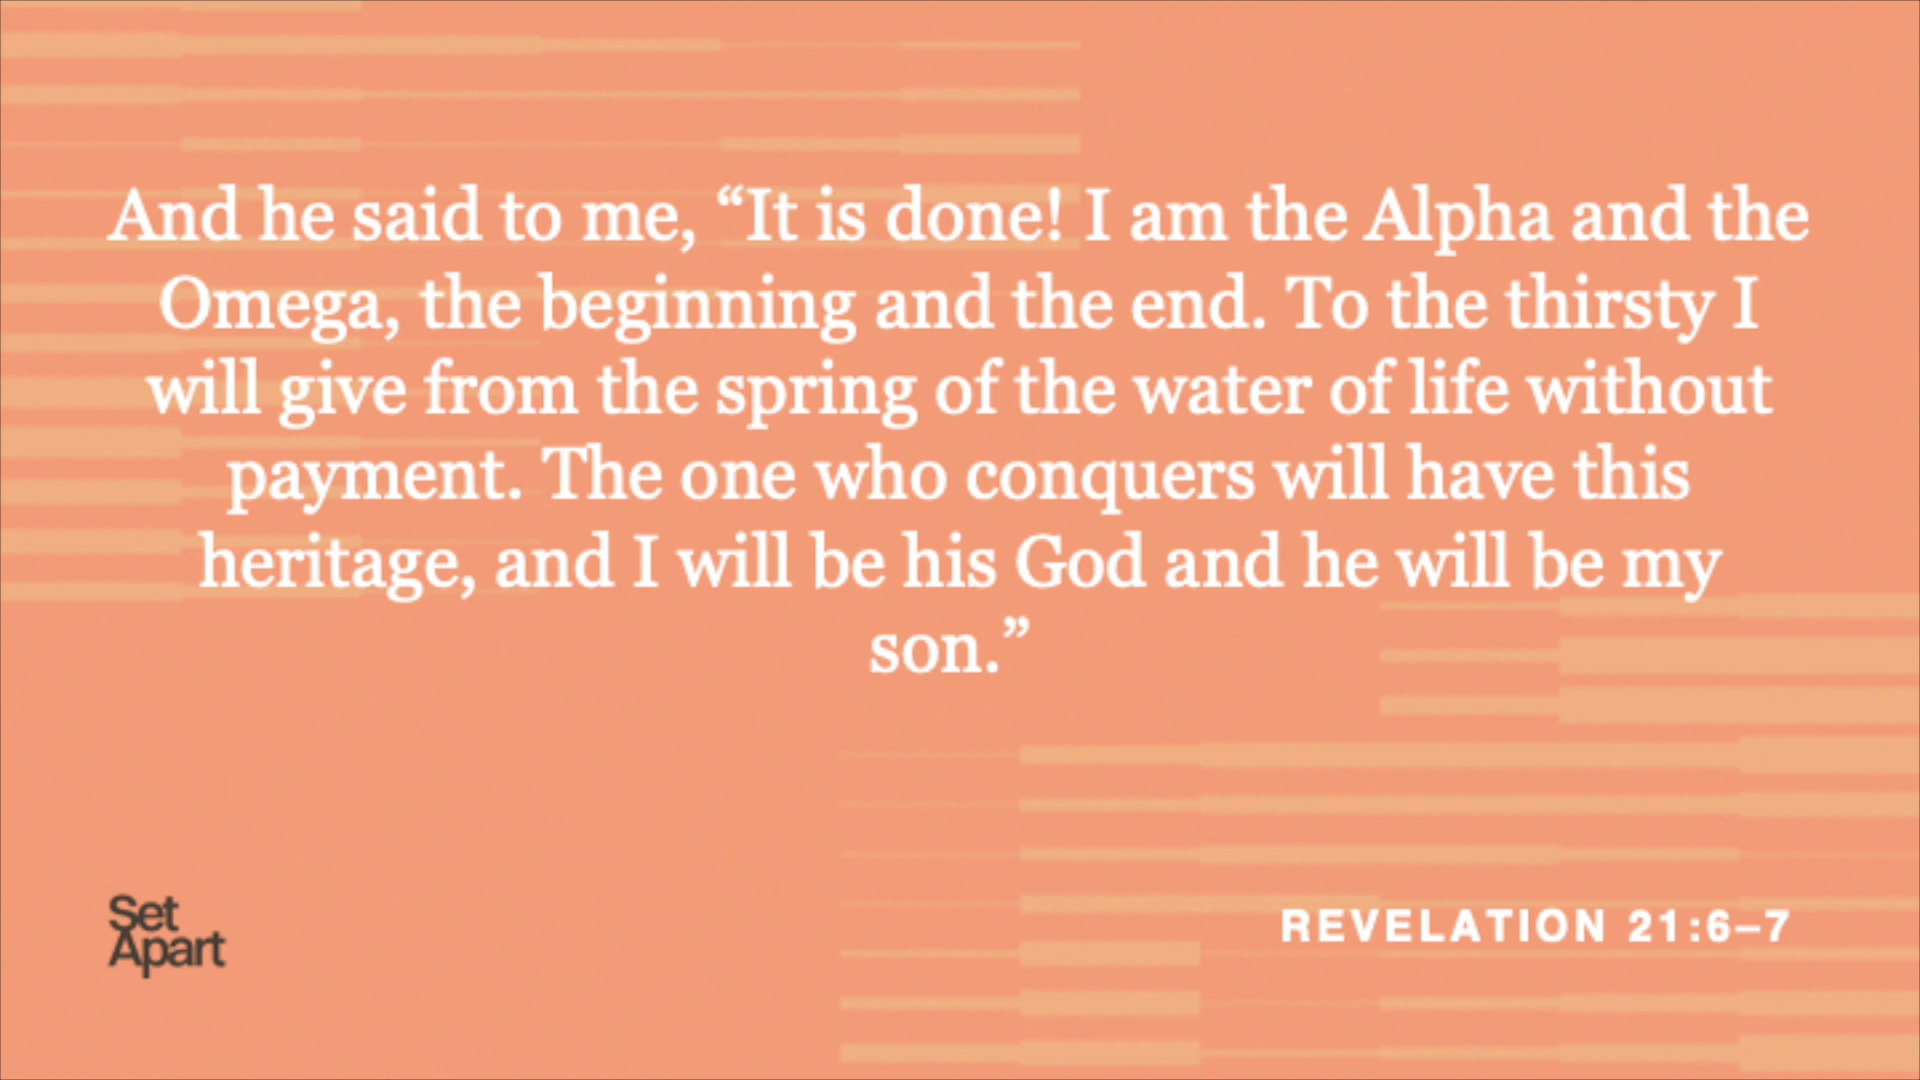 And he said to me, “It is done! I am the Alpha and the
Omega, the beginning and the end. To the thirsty I
will give from the spring of the water of life without
payment. The one who conquers will have this
heritage, and I will be his God and he will be my
son.”
Set
Apart
REVELATION 21:6–7